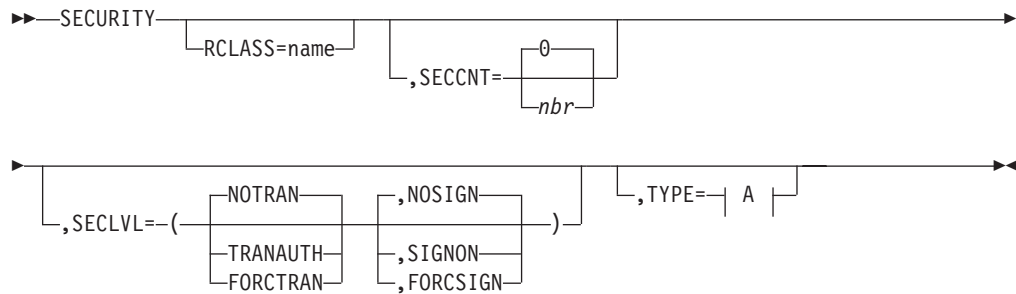 SECURITY
RCLASS=name
,SECCNT=
0
nbr
,SECLVL= (
NOTRAN
TRANAUTH
FORCTRAN
,NOSIGN
,SIGNON
,FORCSIGN
)
,TYPE= A